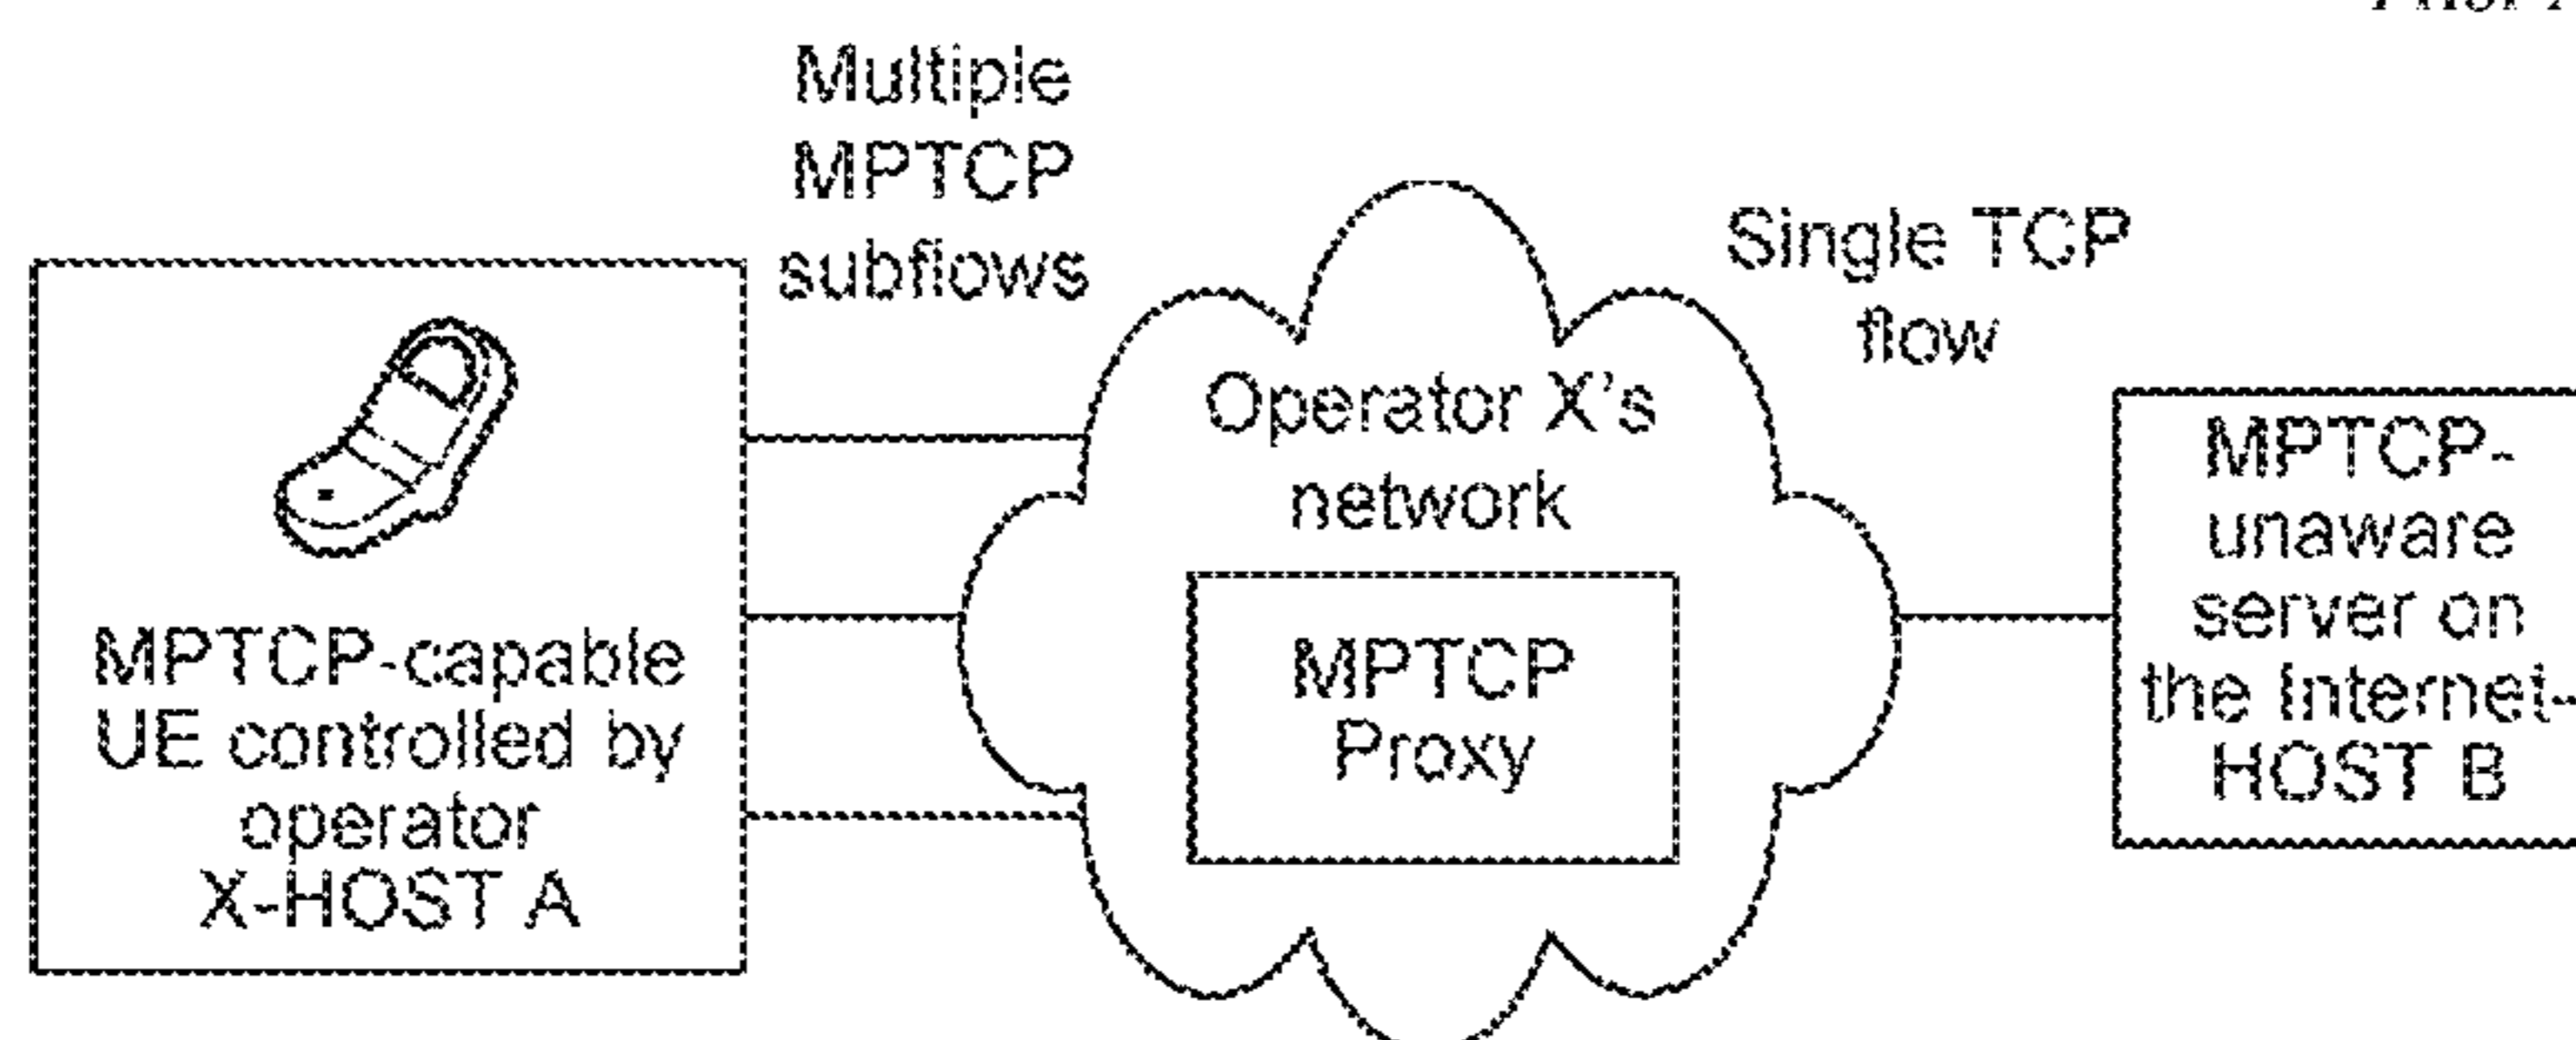 Multiple
MPTCP
subflows
Single TCP
flow
Operator X's
network
MPTCP
Proxy
MPTCP-capable
UE controlled by
operator
X-HOST A
MPTCP-
unaware
server on
the Internet-
HOST B